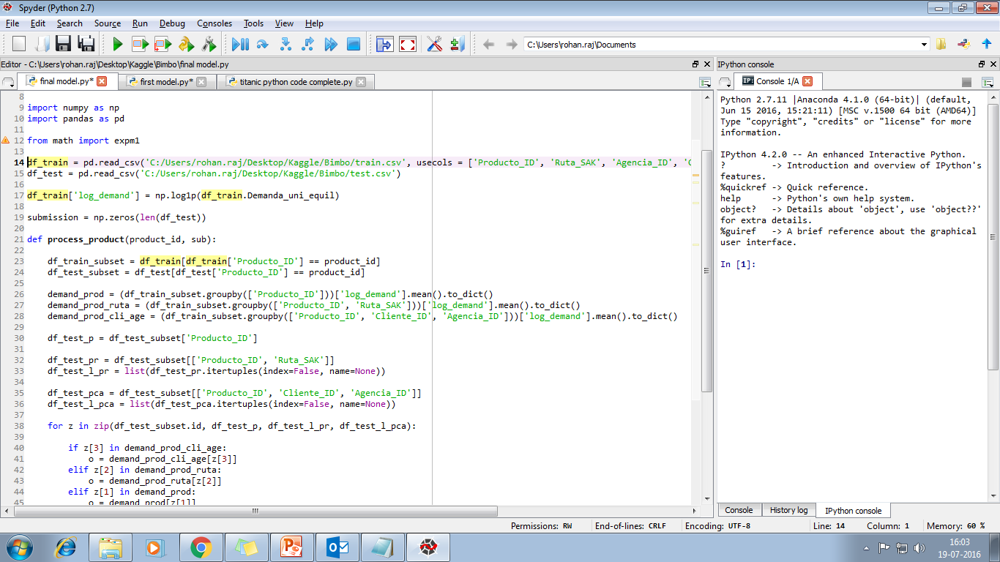 Spyder (Python 2.7)
File Edit Search Source Run Debug Consoles Tools View Help
C:\Users\rohan.raj\Documents
Editor - C:\Users\rohan.raj\Desktop\Kaggle\Bimbo\final model.py
final model.py* first model.py* titanic python code complete.py
8
9 import numpy as np
10 import pandas as pd
11
12 from math import expm1
13
14 df_train = pd.read_csv('C:/Users/rohan.raj/Desktop/Kaggle/Bimbo/train.csv', usecols = ['Producto_ID', 'Ruta_SAK', 'Agencia_ID', 'C
15 df_test = pd.read_csv('C:/Users/rohan.raj/Desktop/Kaggle/Bimbo/test.csv')
16
17 df_train['log_demand'] = np.log1p(df_train.Demanda_uni_equil)
18
19 submission = np.zeros(len(df_test))
20
21 def process_product(product_id, sub):
22
23     df_train_subset = df_train[df_train['Producto_ID'] == product_id]
24     df_test_subset = df_test[df_test['Producto_ID'] == product_id]
25
26     demand_prod = (df_train_subset.groupby(['Producto_ID']))['log_demand'].mean().to_dict()
27     demand_prod_ruta = (df_train_subset.groupby(['Producto_ID', 'Ruta_SAK']))['log_demand'].mean().to_dict()
28     demand_prod_cli_age = (df_train_subset.groupby(['Producto_ID', 'Cliente_ID', 'Agencia_ID']))['log_demand'].mean().to_dict()
29
30     df_test_p = df_test_subset['Producto_ID']
31
32     df_test_pr = df_test_subset[['Producto_ID', 'Ruta_SAK']]
33     df_test_l_pr = list(df_test_pr.itertuples(index=False, name=None))
34
35     df_test_pca = df_test_subset[['Producto_ID', 'Cliente_ID', 'Agencia_ID']]
36     df_test_l_pca = list(df_test_pca.itertuples(index=False, name=None))
37
38     for z in zip(df_test_subset.id, df_test_p, df_test_l_pr, df_test_l_pca):
39
40         if z[3] in demand_prod_cli_age:
41             o = demand_prod_cli_age[z[3]]
42         elif z[2] in demand_prod_ruta:
43             o = demand_prod_ruta[z[2]]
44         elif z[1] in demand_prod:
45             o = demand_prod[z[1]]
IPython console
IP: Console 1/A
Python 2.7.11 |Anaconda 4.1.0 (64-bit)| (default,
Jun 15 2016, 15:21:11) [MSC v.1500 64 bit (AMD64)]
Type "copyright", "credits" or "license" for more
information.
IPython 4.2.0 -- An enhanced Interactive Python.
?         -> Introduction and overview of IPython's
features.
%quickref -> Quick reference.
help      -> Python's own help system.
object?   -> Details about 'object', use 'object??'
for extra details.
%guiref   -> A brief reference about the graphical
user interface.
In [1]:
Console History log IPython console
Permissions: RW End-of-lines: CRLF Encoding: UTF-8 Line: 14 Column: 1 Memory: 60 %
16:03
19-07-2016